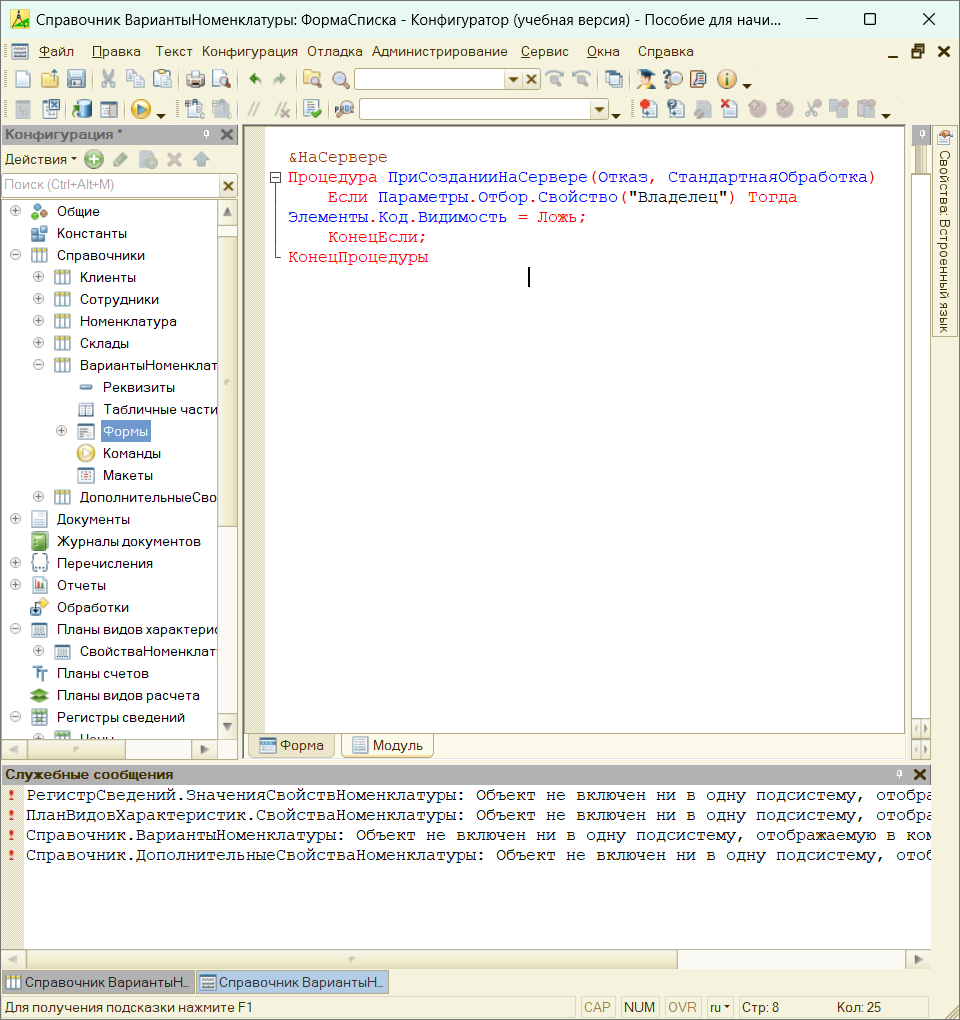 Справочник ВариантыНоменклатуры: ФормаСписка - Конфигуратор (учебная версия) - Пособие для начи...
Файл Правка Текст Конфигурация Отладка Администрирование Сервис Окна Справка
Конфигурация *
Действия
Поиск (Ctrl+Alt+M)
Общие
Константы
Справочники
Клиенты
Сотрудники
Номенклатура
Склады
ВариантыНоменклат
Реквизиты
Табличные части
Формы
Команды
Макеты
ДополнительныеСво
Документы
Журналы документов
Перечисления
Отчеты
Обработки
Планы видов характерис
СвойстваНоменклат
Планы счетов
Планы видов расчета
Регистры сведений
Цены
&НаСервере
Процедура ПриСозданииНаСервере(Отказ, СтандартнаяОбработка)
Если Параметры.Отбор.Свойство("Владелец") Тогда
Элементы.Код.Видимость = Ложь;
КонецЕсли;
КонецПроцедуры
Свойства: Встроенный язык
Форма Модуль
Служебные сообщения
! РегистрСведений.ЗначенияСвойствНоменклатуры: Объект не включен ни в одну подсистему, отобра
! ПланВидовХарактеристик.СвойстваНоменклатуры: Объект не включен ни в одну подсистему, отобра
! Справочник.ВариантыНоменклатуры: Объект не включен ни в одну подсистему, отображаемую в ком
! Справочник.ДополнительныеСвойстваНоменклатуры: Объект не включен ни в одну подсистему, отоб
Справочник ВариантыН... Справочник ВариантыН...
Для получения подсказки нажмите F1 CAP NUM OVR ru Стр: 8 Кол: 25